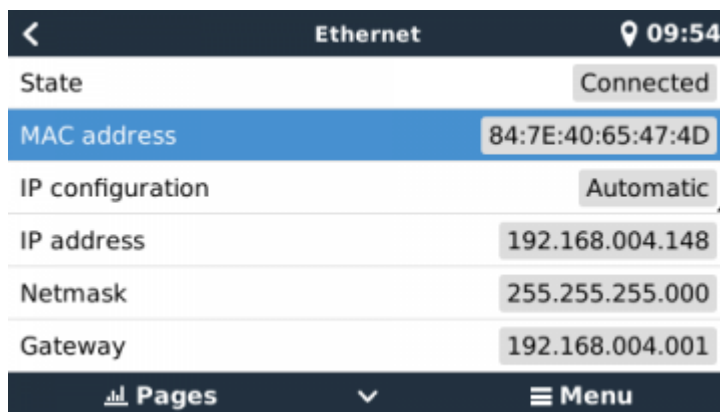 Ethernet 09:54
State Connected
MAC address 84:7E:40:65:47:4D
IP configuration Automatic
IP address 192.168.004.148
Netmask 255.255.255.000
Gateway 192.168.004.001
Pages Menu